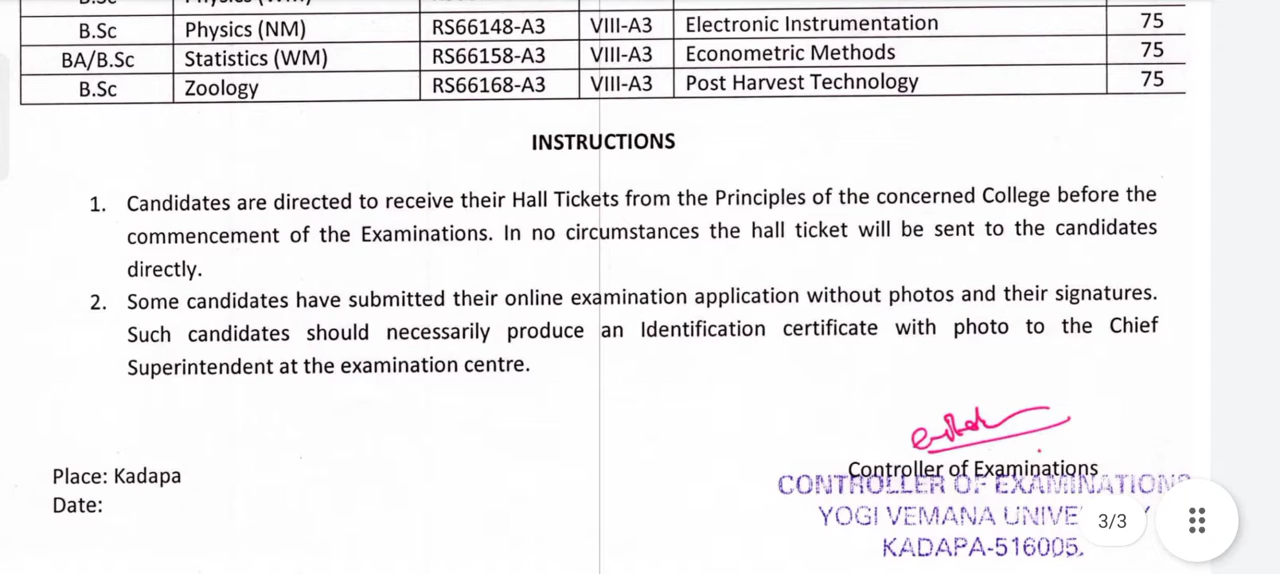 B.Sc Physics (NM) RS66148-A3 VIII-A3 Electronic Instrumentation 75
BA/B.Sc Statistics (WM) RS66158-A3 VIII-A3 Econometric Methods 75
B.Sc Zoology RS66168-A3 VIII-A3 Post Harvest Technology 75
INSTRUCTIONS
1. Candidates are directed to receive their Hall Tickets from the Principles of the concerned College before the
commencement of the Examinations. In no circumstances the hall ticket will be sent to the candidates
directly.
2. Some candidates have submitted their online examination application without photos and their signatures.
Such candidates should necessarily produce an Identification certificate with photo to the Chief
Superintendent at the examination centre.
Place: Kadapa
Date:
Controller of Examinations
CONTROLLER OF EXAMINATIONS
YOGI VEMANA
KADAPA-516005.
3/3